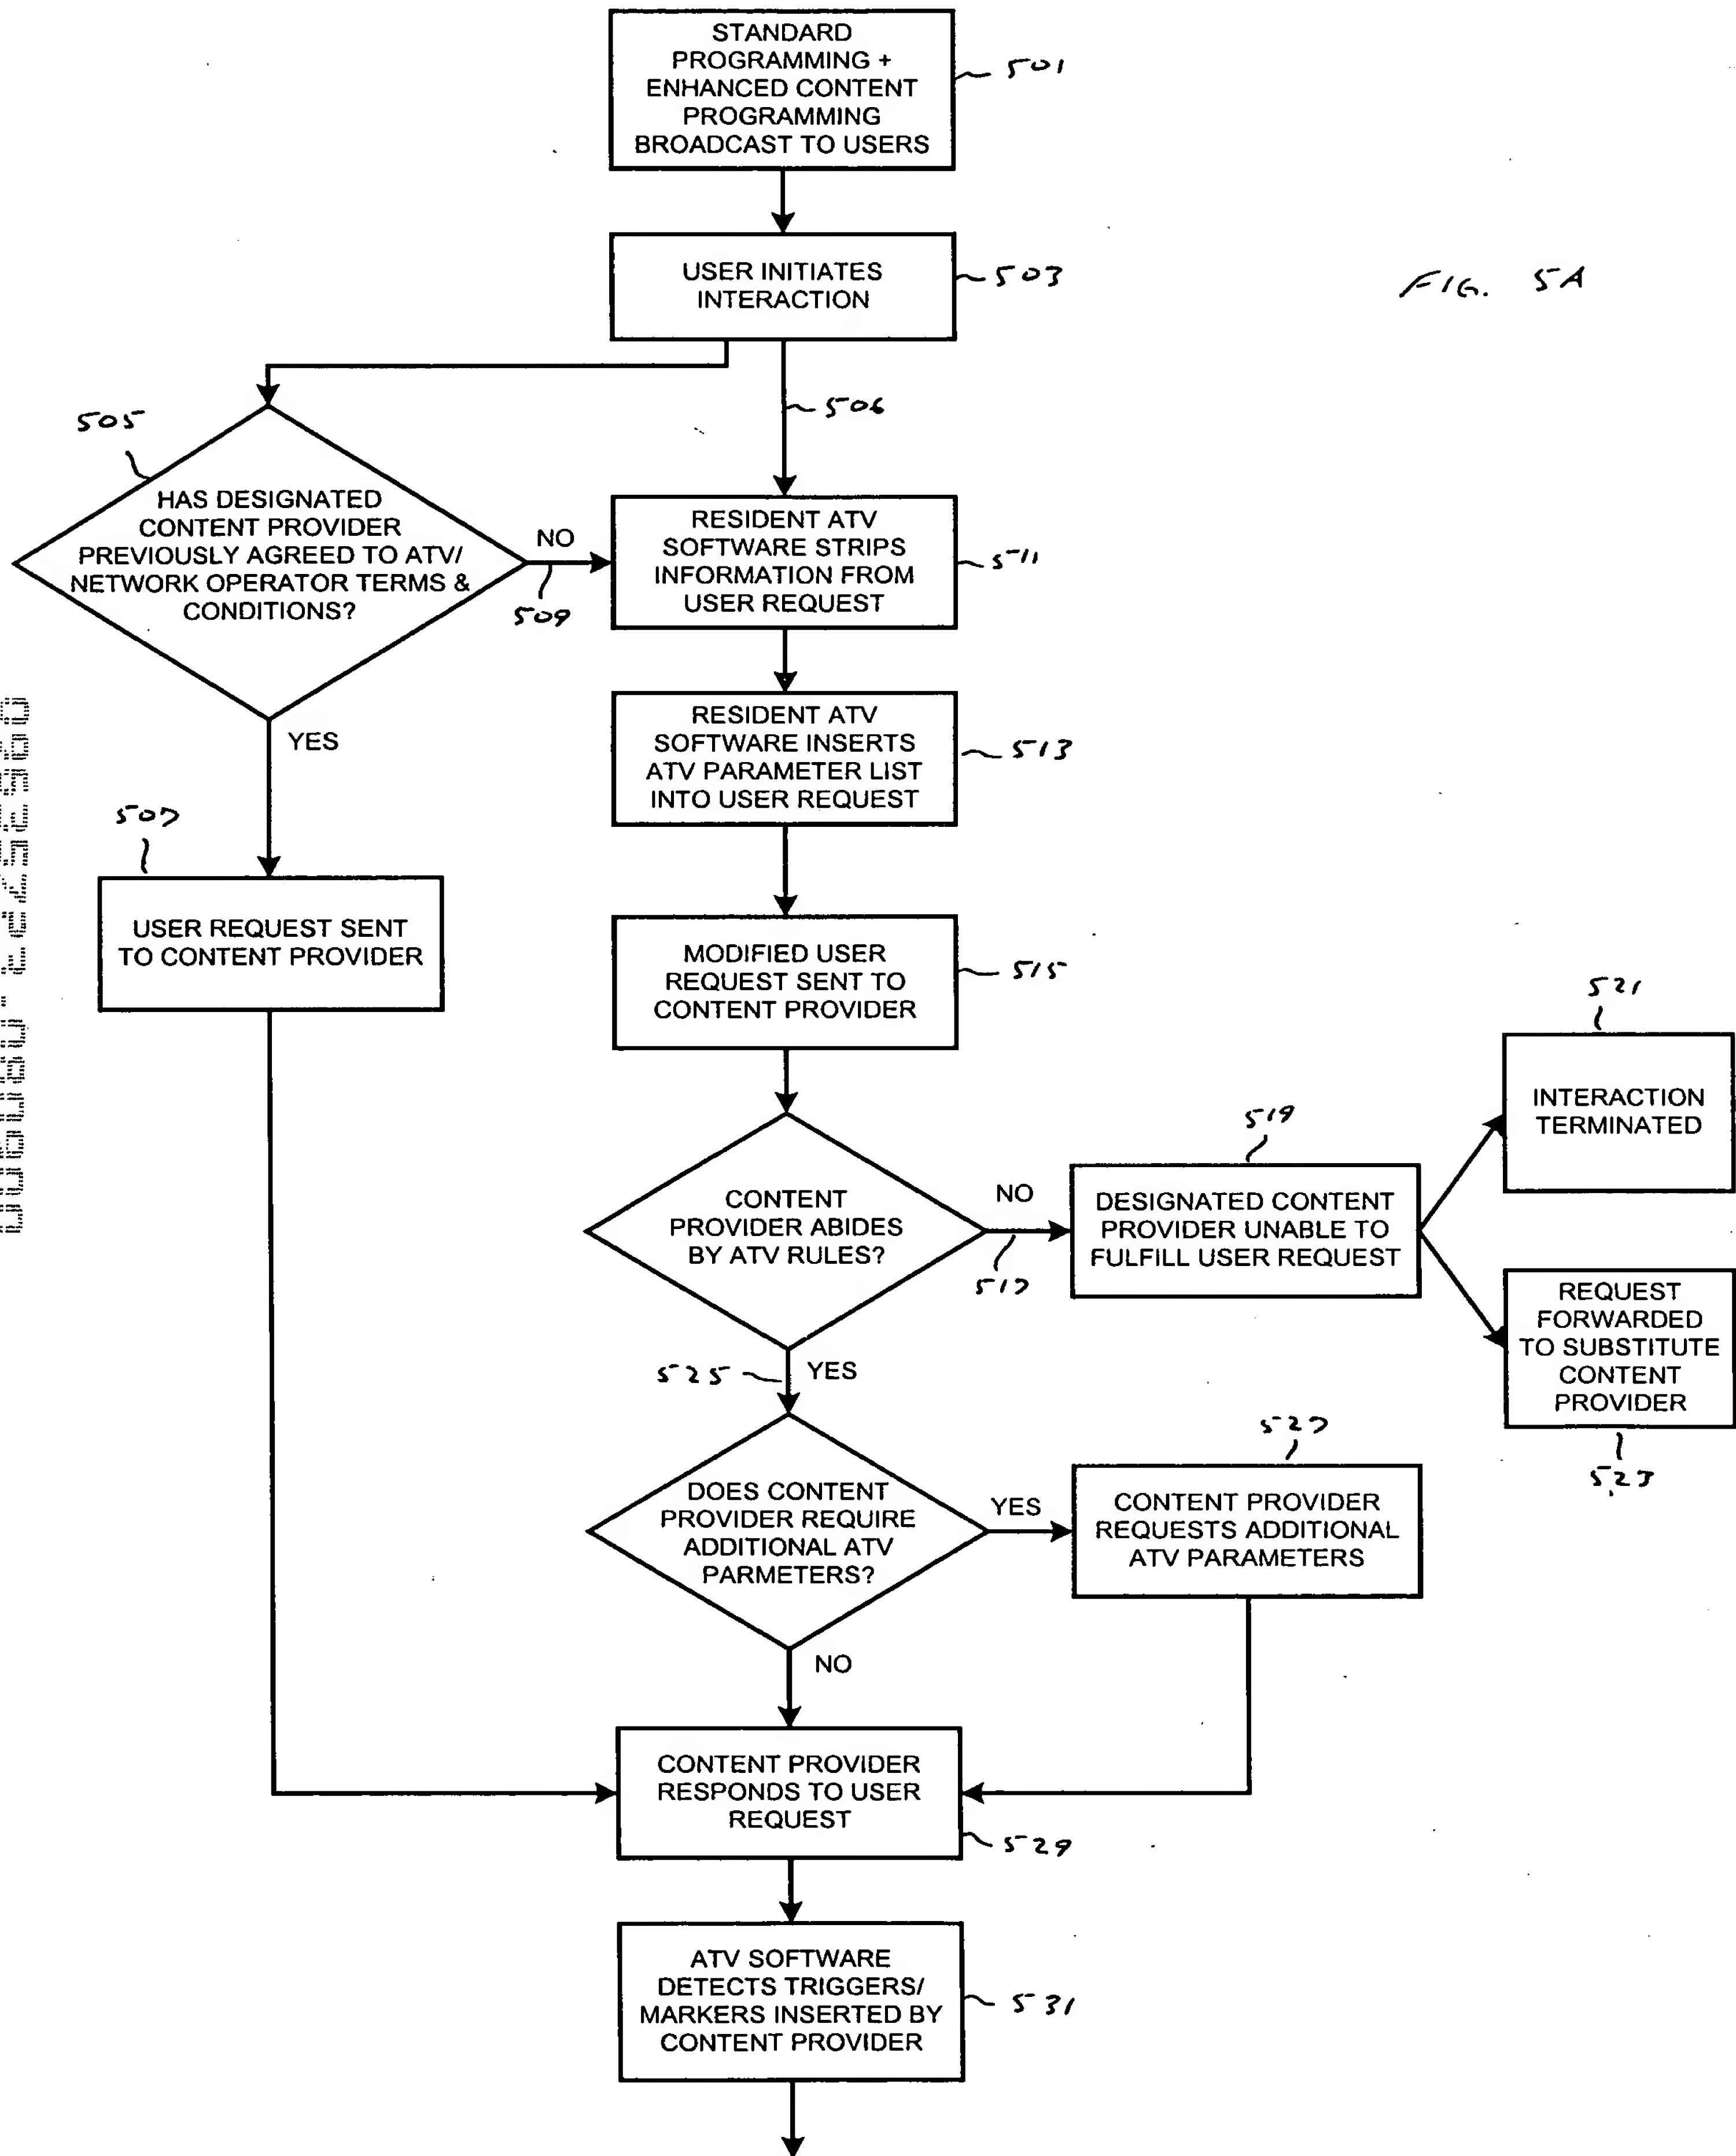 STANDARD
PROGRAMMING +
ENHANCED CONTENT
PROGRAMMING
BROADCAST TO USERS
501
USER INITIATES
INTERACTION
503
FIG. 5A
505
506
HAS DESIGNATED
CONTENT PROVIDER
PREVIOUSLY AGREED TO ATV/
NETWORK OPERATOR TERMS &
CONDITIONS?
NO
509
RESIDENT ATV
SOFTWARE STRIPS
INFORMATION FROM
USER REQUEST
511
YES
RESIDENT ATV
SOFTWARE INSERTS
ATV PARAMETER LIST
INTO USER REQUEST
513
507
USER REQUEST SENT
TO CONTENT PROVIDER
MODIFIED USER
REQUEST SENT TO
CONTENT PROVIDER
515
521
INTERACTION
TERMINATED
CONTENT
PROVIDER ABIDES
BY ATV RULES?
NO
517
519
DESIGNATED CONTENT
PROVIDER UNABLE TO
FULFILL USER REQUEST
REQUEST
FORWARDED
TO SUBSTITUTE
CONTENT
PROVIDER
523
525
YES
DOES CONTENT
PROVIDER REQUIRE
ADDITIONAL ATV
PARMETERS?
YES
527
CONTENT PROVIDER
REQUESTS ADDITIONAL
ATV PARAMETERS
NO
CONTENT PROVIDER
RESPONDS TO USER
REQUEST
529
ATV SOFTWARE
DETECTS TRIGGERS/
MARKERS INSERTED BY
CONTENT PROVIDER
531